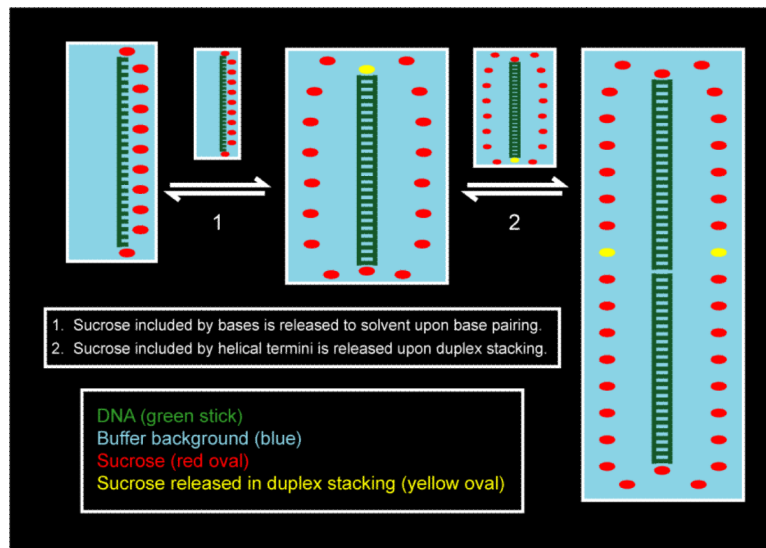 1
2
1. Sucrose included by bases is released to solvent upon base pairing.
2. Sucrose included by helical termini is released upon duplex stacking.
DNA (green stick)
Buffer background (blue)
Sucrose (red oval)
Sucrose released in duplex stacking (yellow oval)